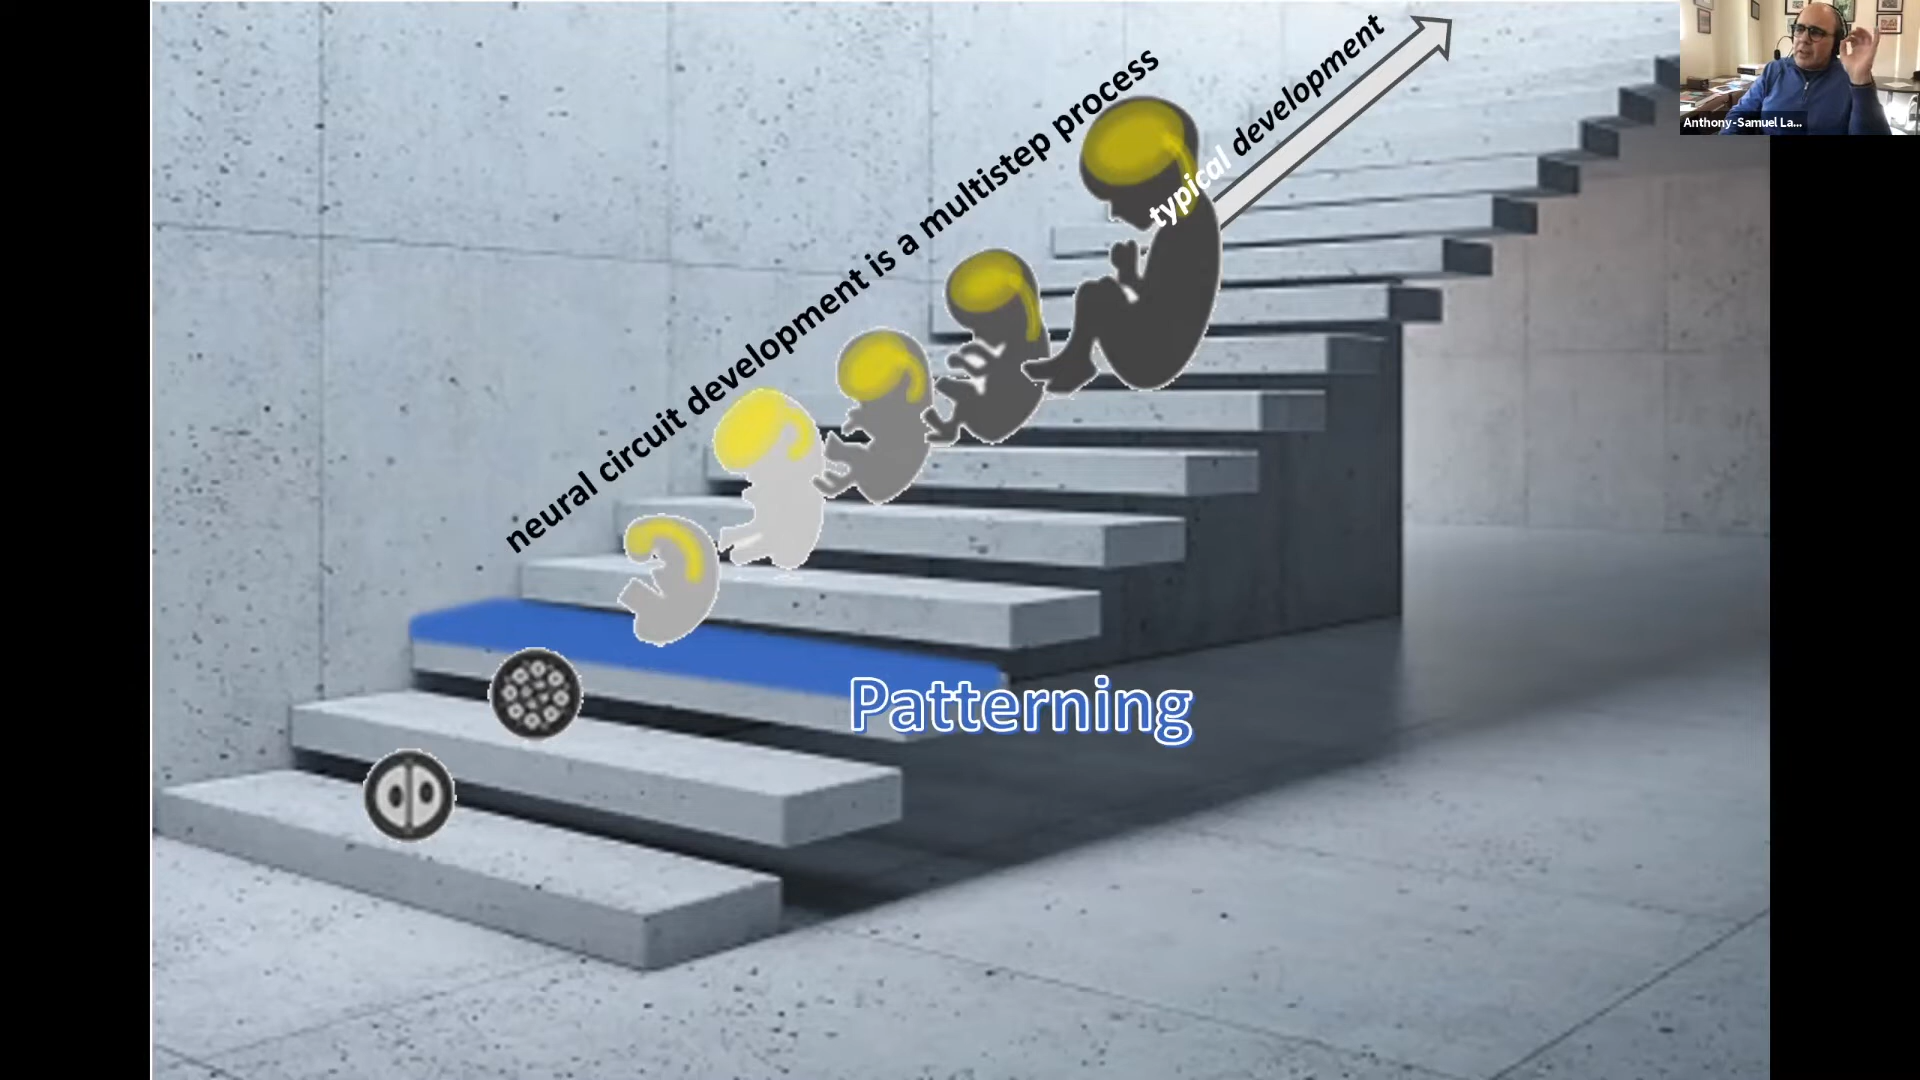 neural circuit development is a multistep process
typical development
Patterning
Anthony-Samuel La...